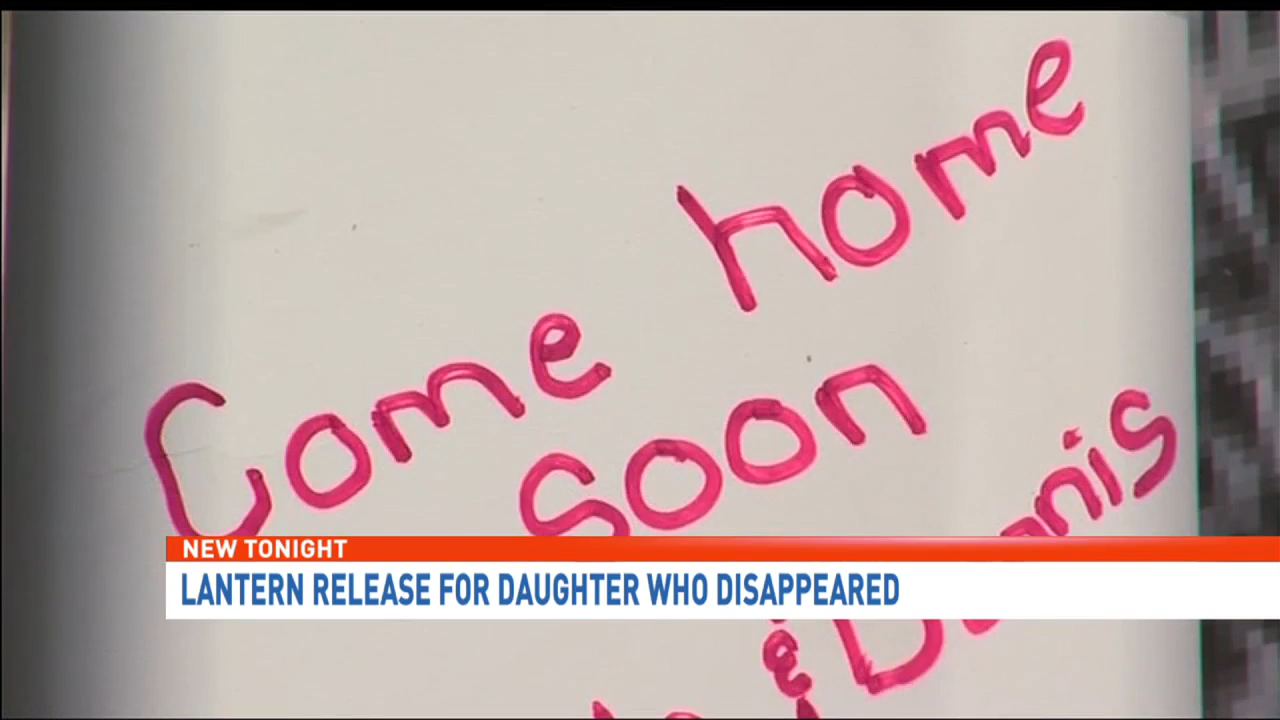 Come home
soon
NEW TONIGHT
LANTERN RELEASE FOR DAUGHTER WHO DISAPPEARED
&